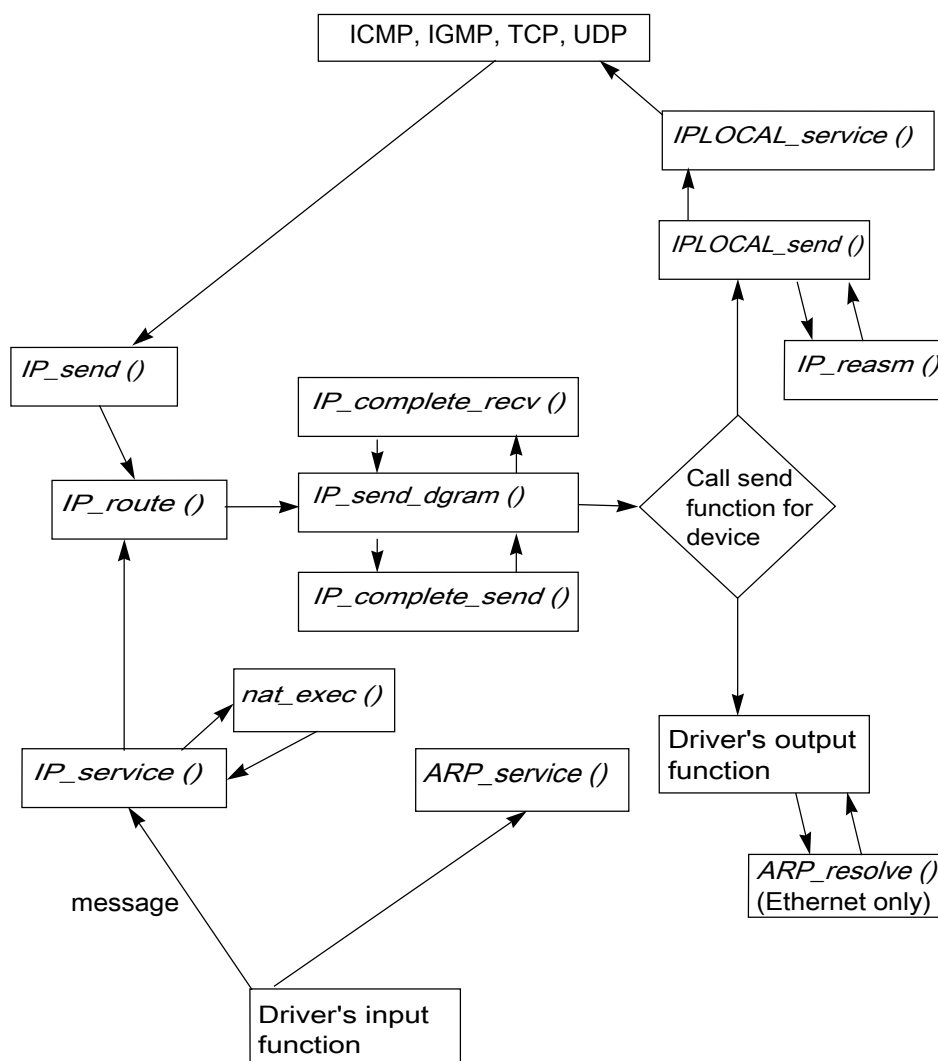 ICMP, IGMP, TCP, UDP
IPLOCAL_service ()
IPLOCAL_send ()
IP_send ()
IP_reasm ()
IP_complete_recv ()
IP_route ()
IP_send_dgram ()
Call send
function for
device
IP_complete_send ()
nat_exec ()
IP_service ()
ARP_service ()
Driver's output
function
ARP_resolve ()
(Ethernet only)
message
Driver's input
function